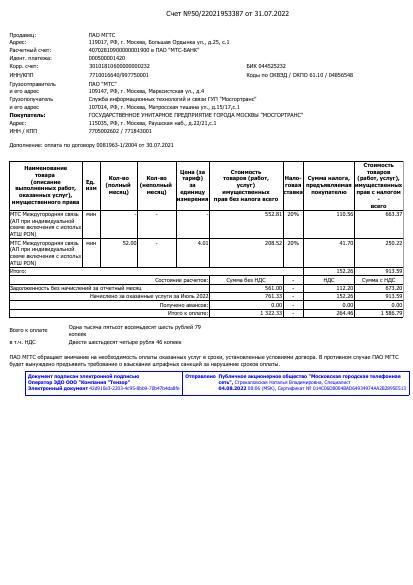 Счет №50/22021953387 от 31.07.2022
Продавец: ПАО МГТС
Адрес: 119017, РФ, г. Москва, Большая Ордынка ул., д.25, с.1
Расчетный счет: 40702810900000001900 в ПАО "МТС-БАНК"
Идент. платежа: 000500001420
Корр. счет: 30101810600000000232 БИК 044525232
ИНН/КПП 7710016640/997750001 Коды по ОКВЭД / ОКПО 61.10 / 04856548
Грузоотправитель ПАО "МГТС"
и его адрес 109147, РФ, г. Москва, Марксистская ул., д.4
Грузополучатель Служба информационных технологий и связи ГУП "Мосгортранс"
и его адрес 107014, РФ, г. Москва, Матросская тишина ул., д.15/17, с.1
Покупатель: ГОСУДАРСТВЕННОЕ УНИТАРНОЕ ПРЕДПРИЯТИЕ ГОРОДА МОСКВЫ "МОСГОРТРАНС"
Адрес: 115035, РФ, г. Москва, Раушская наб., д.22/21, с.1
ИНН / КПП 7705002602 / 771843001
Дополнение: оплата по договору 0081963-1/2004 от 30.07.2021
Наименование товара (описание выполненных работ, оказанных услуг), имущественного права
Ед. изм
Кол-во (полный месяц)
Кол-во (неполный месяц)
Цена (за тариф) за единицу измерения
Стоимость товаров (работ, услуг) имущественных прав без налога всего
Нало-говая ставка
Сумма налога, предъявляемая покупателю
Стоимость товаров (работ, услуг), имущественных прав с налогом - всего
МТС Междугородняя связь мин - - - 552.81 20% 110.56 663.37
(АП при индивидуальной
схеме включения с использ
АТШ РОN)
МТС Междугородняя связь мин 52.00 - 4.01 208.52 20% 41.70 250.22
(АП при индивидуальной
схеме включения с использ
АТШ РОN)
Итого: 152.26 913.59
Состояние расчетов: Сумма без НДС - НДС Сумма с НДС
Задолженность без начислений за отчетный месяц 561.00 - 112.20 673.20
Начислено за оказанные услуги за Июль 2022 761.33 - 152.26 913.59
Получено авансов: 0.00 - 0.00 0.00
Итого к оплате: 1 322.33 - 264.46 1 586.79
Всего к оплате Одна тысяча пятьсот восемьдесят шесть рублей 79
копеек
в т.ч. НДС Двести шестьдесят четыре рубля 46 копеек
ПАО МГТС обращает внимание на необходимость оплаты оказанных услуг в сроки, установленные условиями договора. В противном случае ПАО МГТС
будет вынуждено предъявить требование о взыскании штрафных санкций за нарушение сроков оплаты.
Документ подписан электронной подписью
Оператор ЭДО ООО "Компания "Тензор"
Электронный документ
Отправлено Публичное акционерное общество "Московская городская телефонная
сеть", Наталья Владимировна, Специалист
04.08.2022 (MSK), Сертификат №